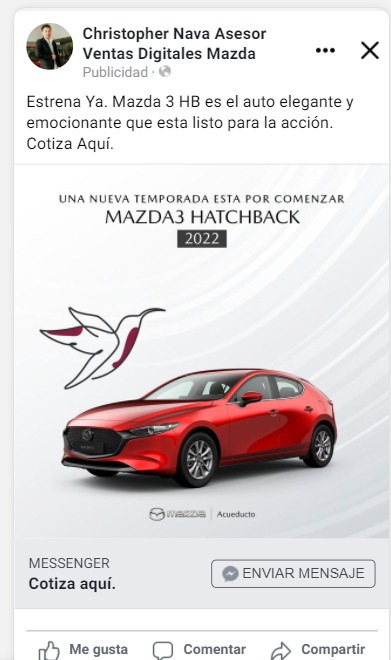 Christopher Nava Asesor
Ventas Digitales Mazda
Publicidad ·
Estrena Ya. Mazda 3 HB es el auto elegante y
emocionante que esta listo para la acción.
Cotiza Aquí.
UNA NUEVA TEMPORADA ESTA POR COMENZAR
MAZDA3 HATCHBACK
2022
mazda | Acueducto
MESSENGER
Cotiza aquí.
ENVIAR MENSAJE
Me gusta
Comentar
Compartir